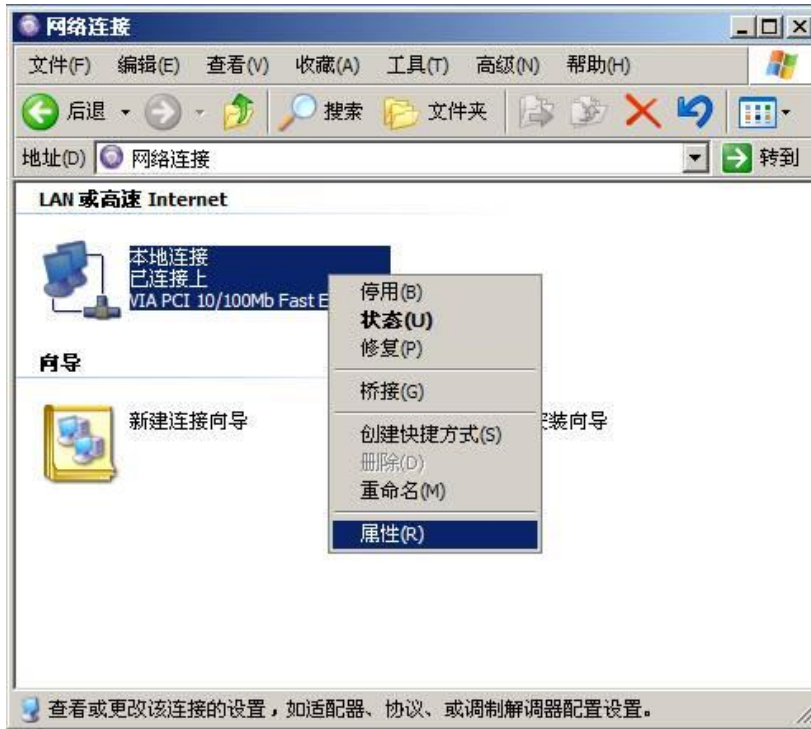 网络连接
文件(F) 编辑(E) 查看(V) 收藏(A) 工具(T) 高级(N) 帮助(H)
后退 搜索 文件夹
地址(D) 网络连接 转到
LAN 或高速 Internet
本地连接
已连接上
VIA PCI 10/100Mb Fast E
停用(B)
状态(U)
修复(P)
向导
桥接(G)
新建连接向导 装向导
创建快捷方式(S)
删除(D)
重命名(M)
属性(R)
查看或更改该连接的设置，如适配器、协议、或调制解调器配置设置。